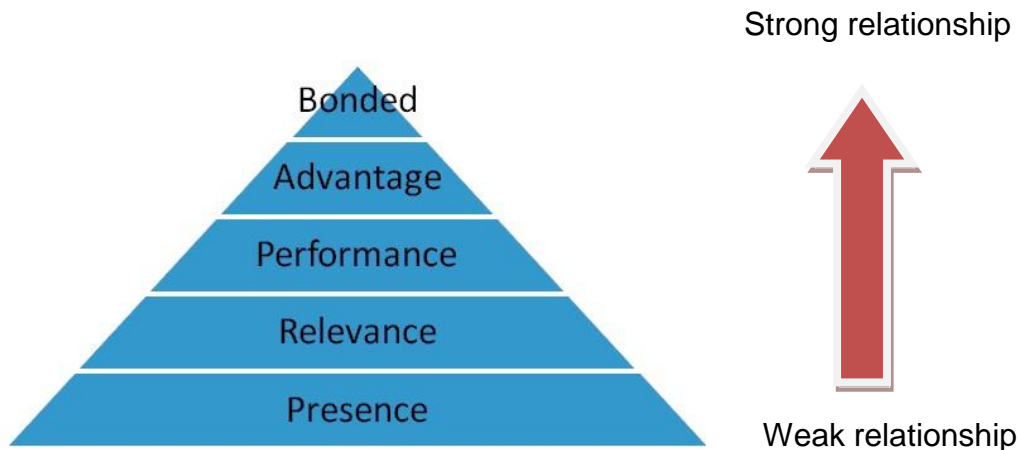 Strong relationship
Bonded
Advantage
Performance
Relevance
Presence
Weak relationship